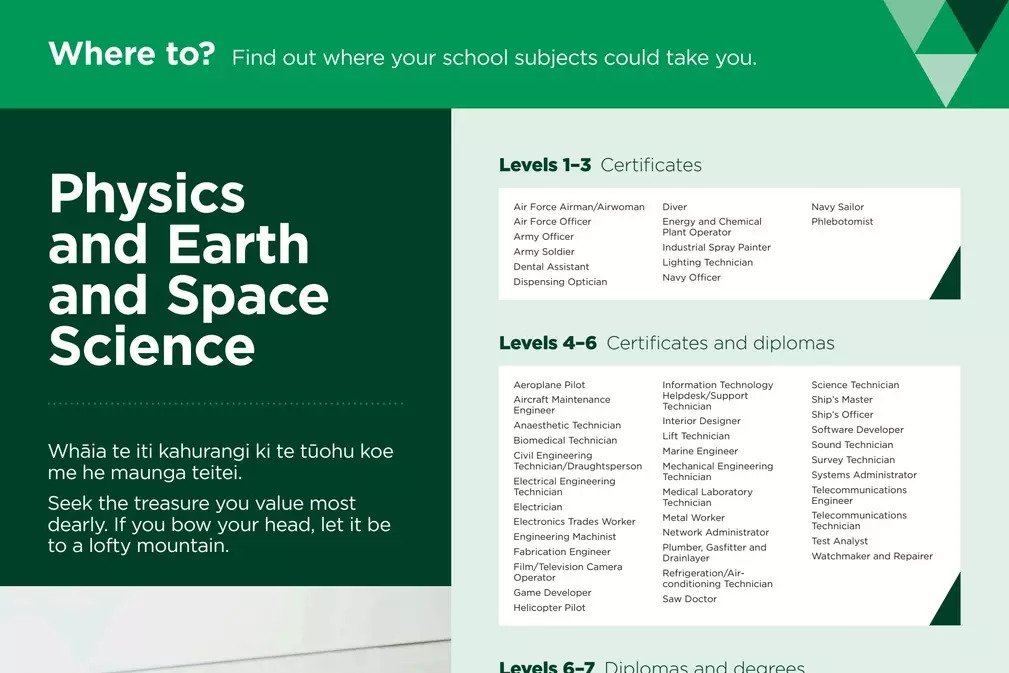 Where to? Find out where your school subjects could take you.
Physics
and Earth
and Space
Science
Whāia te iti kahurangi ki te tūohu koe
me he maunga teitei.
Seek the treasure you value most
dearly. If you bow your head, let it be
to a lofty mountain.
Levels 1–3 Certificates
Air Force Airman/Airwoman
Air Force Officer
Army Officer
Army Soldier
Dental Assistant
Dispensing Optician
Diver
Energy and Chemical
Plant Operator
Industrial Spray Painter
Lighting Technician
Navy Officer
Navy Sailor
Phlebotomist
Levels 4–6 Certificates and diplomas
Aeroplane Pilot
Aircraft Maintenance
Engineer
Anaesthetic Technician
Biomedical Technician
Civil Engineering
Technician/Draughtsperson
Electrical Engineering
Technician
Electrician
Electronics Trades Worker
Engineering Machinist
Fabrication Engineer
Film/Television Camera
Operator
Game Developer
Helicopter Pilot
Information Technology
Helpdesk/Support
Technician
Interior Designer
Lift Technician
Marine Engineer
Mechanical Engineering
Technician
Medical Laboratory
Technician
Metal Worker
Network Administrator
Plumber, Gasfitter and
Drainlayer
Refrigeration/Air-
conditioning Technician
Saw Doctor
Science Technician
Ship's Master
Ship's Officer
Software Developer
Sound Technician
Survey Technician
Systems Administrator
Telecommunications
Engineer
Telecommunications
Technician
Test Analyst
Watchmaker and Repairer
Levels 6–7 Diplomas and degrees